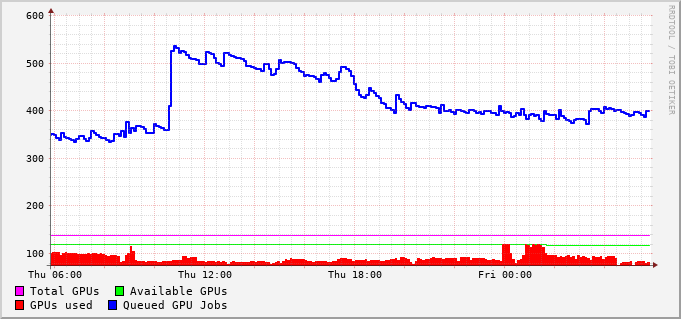 600
500
400
300
200
100
Thu 06:00 Thu 12:00 Thu 18:00 Fri 00:00
Total GPUs Available GPUs
GPUs used Queued GPU Jobs
RRDTOOL / TOBI OETIKER